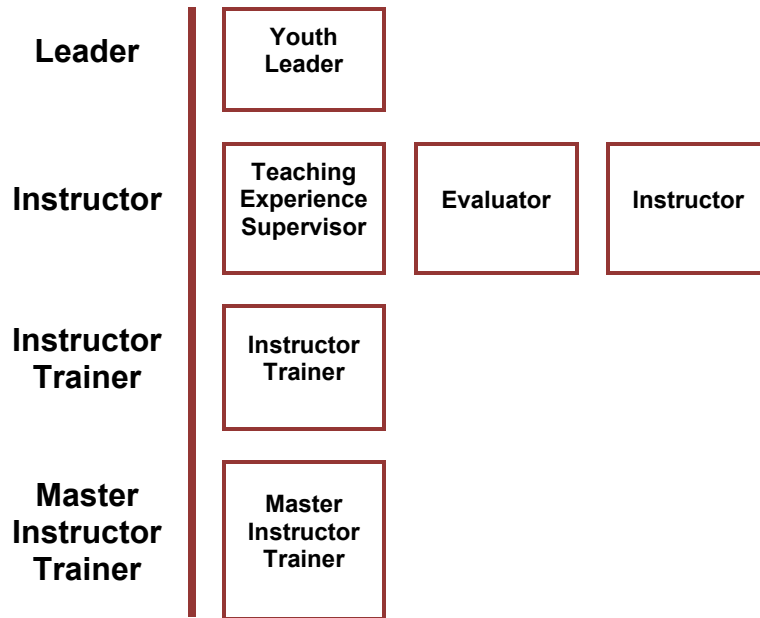 Leader
Youth
Leader
Instructor
Teaching
Experience
Supervisor
Evaluator
Instructor
Instructor
Trainer
Instructor
Trainer
Master
Instructor
Trainer
Master
Instructor
Trainer